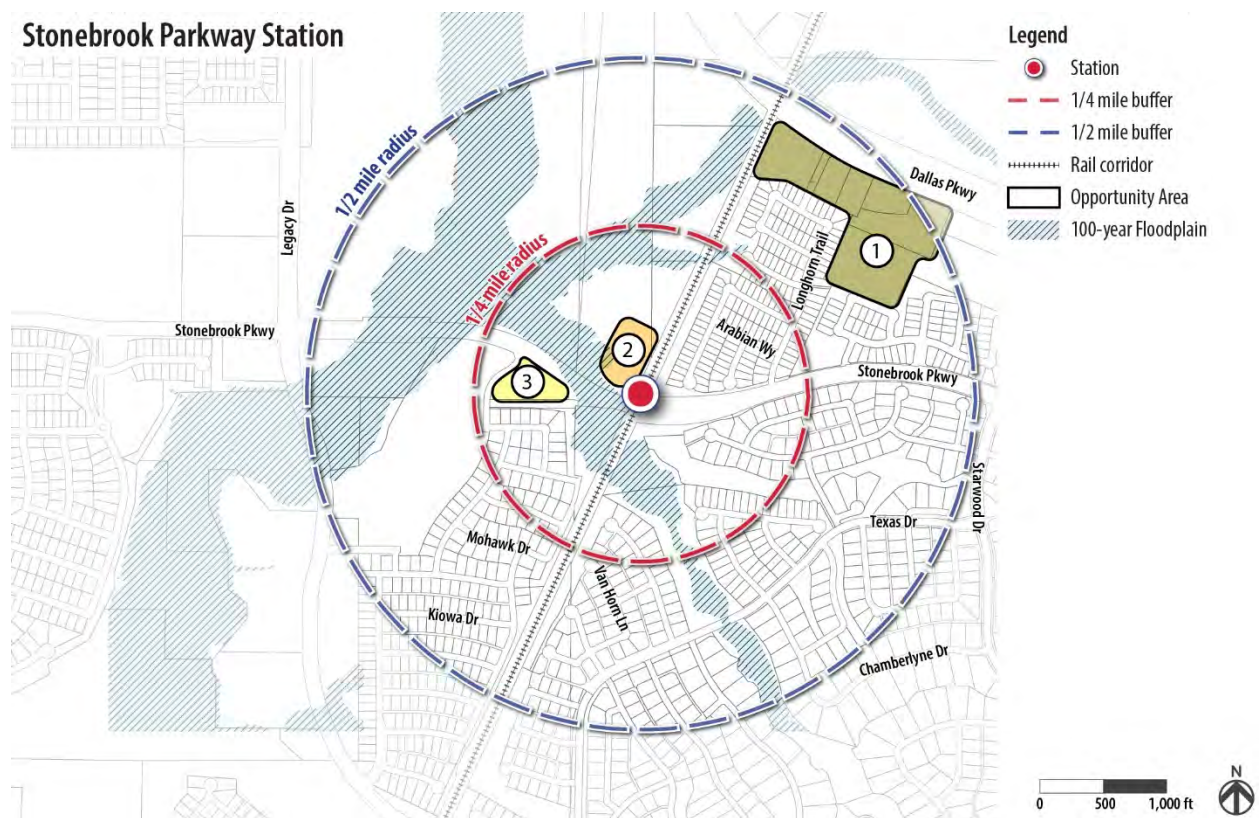 Stonebrook Parkway Station
Legend
Station
1/4 mile buffer
1/2 mile buffer
Rail corridor
Opportunity Area
100-year Floodplain
1/2 mile radius
Legacy Dr
Dallas Pkwy
1
Longhorn Trail
1/4 mile radius
Stonebrook Pkwy
Arabian Wy
2
3
Stonebrook Pkwy
Starwood Dr
Texas Dr
Mohawk Dr
Van Horn Ln
Kiowa Dr
Chamberlyne Dr
N
0 500 1,000 ft